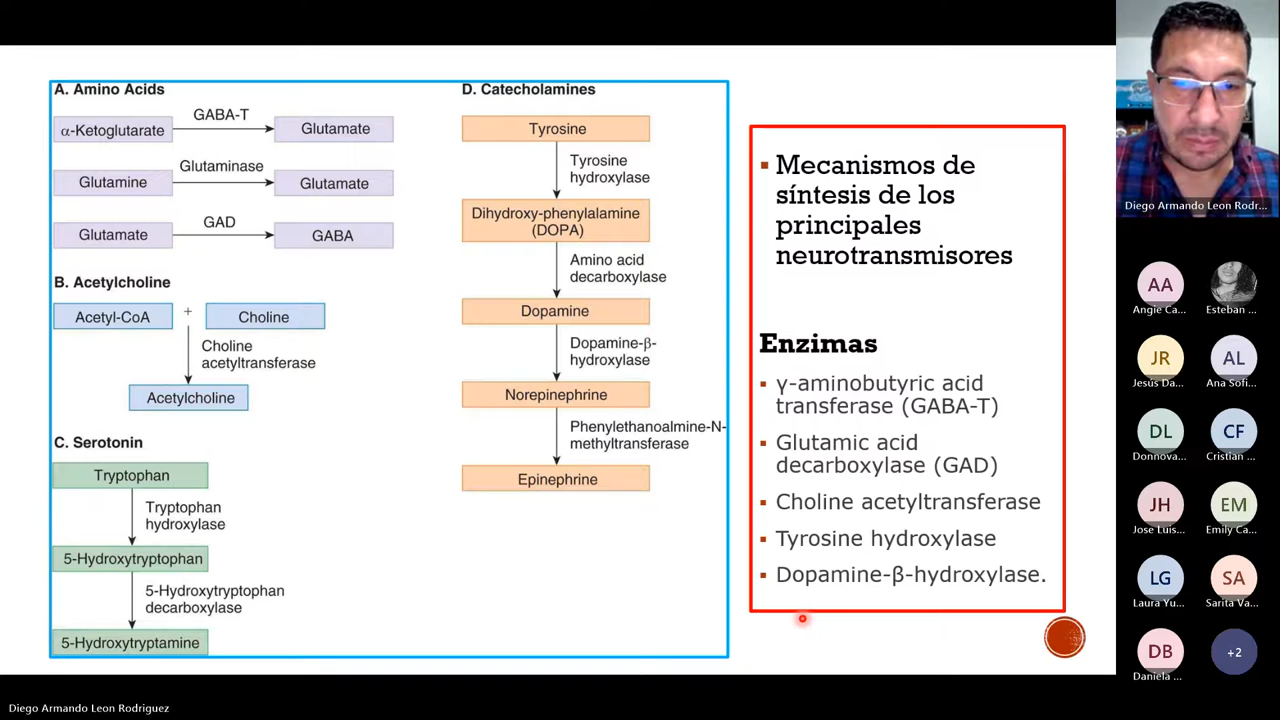 A. Amino Acids
α-Ketoglutarate
GABA-T
Glutamate
Glutamine
Glutaminase
Glutamate
Glutamate
GAD
GABA
B. Acetylcholine
Acetyl-CoA
+
Choline
Choline
acetyltransferase
Acetylcholine
C. Serotonin
Tryptophan
Tryptophan
hydroxylase
5-Hydroxytryptophan
5-Hydroxytryptophan
decarboxylase
5-Hydroxytryptamine
D. Catecholamines
Tyrosine
Tyrosine
hydroxylase
Dihydroxy-phenylalamine
(DOPA)
Amino acid
decarboxylase
Dopamine
Dopamine-β-
hydroxylase
Norepinephrine
Phenylethanoalmine-N-
methyltransferase
Epinephrine
▪ Mecanismos de
síntesis de los
principales
neurotransmisores
Enzimas
▪ γ-aminobutyric acid
transferase (GABA-T)
▪ Glutamic acid
decarboxylase (GAD)
▪ Choline acetyltransferase
▪ Tyrosine hydroxylase
▪ Dopamine-β-hydroxylase.
Diego Armando Leon Rodr...
AA
Angie Ca...
Esteban ...
JR
Jesús Da...
AL
Ana Sofi...
DL
Donnova...
CF
Cristian ...
JH
Jose Luis...
EM
Emily Ca...
LG
Laura Yu...
SA
Sarita Va...
DB
Daniela ...
+2
Diego Armando Leon Rodriguez